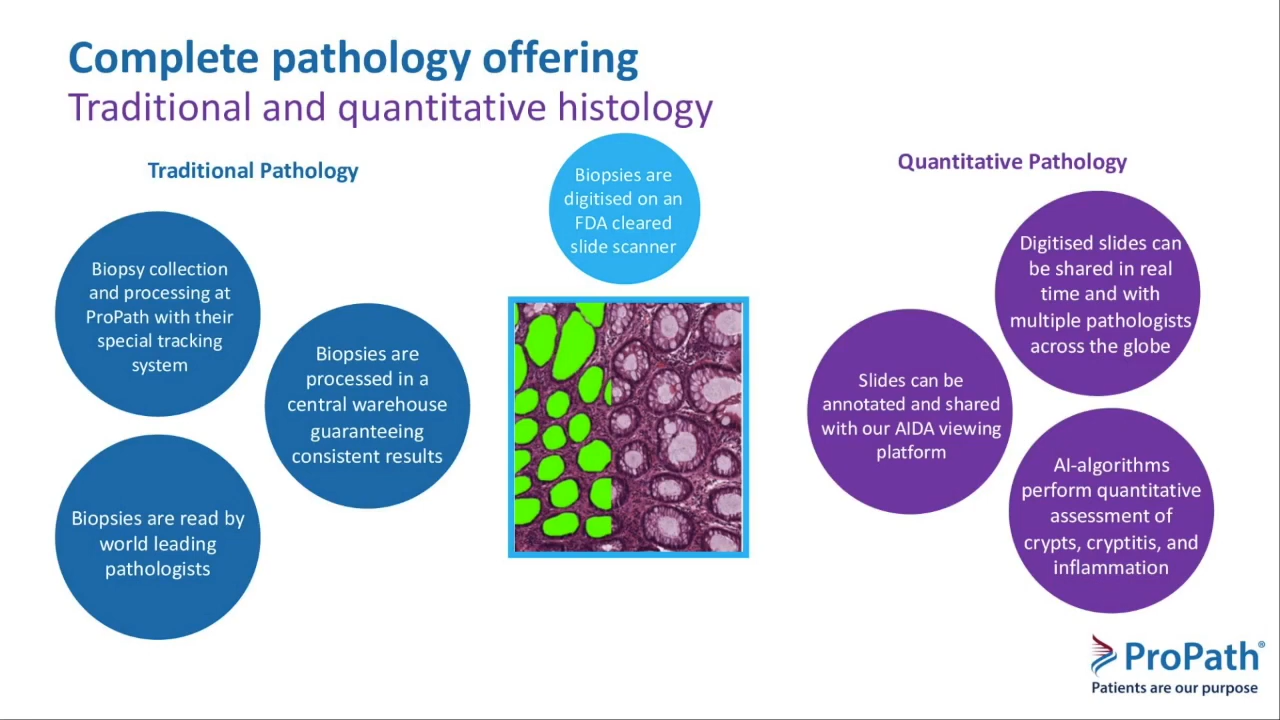 Complete pathology offering
Traditional and quantitative histology
Traditional Pathology
Biopsy collection
and processing at
ProPath with their
special tracking
system
Biopsies are
processed in a
central warehouse
guaranteeing
consistent results
Biopsies are read by
world leading
pathologists
Biopsies are
digitised on an
FDA cleared
slide scanner
Quantitative Pathology
Digitised slides can
be shared in real
time and with
multiple pathologists
across the globe
Slides can be
annotated and shared
with our AIDA viewing
platform
AI-algorithms
perform quantitative
assessment of
crypts, cryptitis, and
inflammation
ProPath®
Patients are our purpose